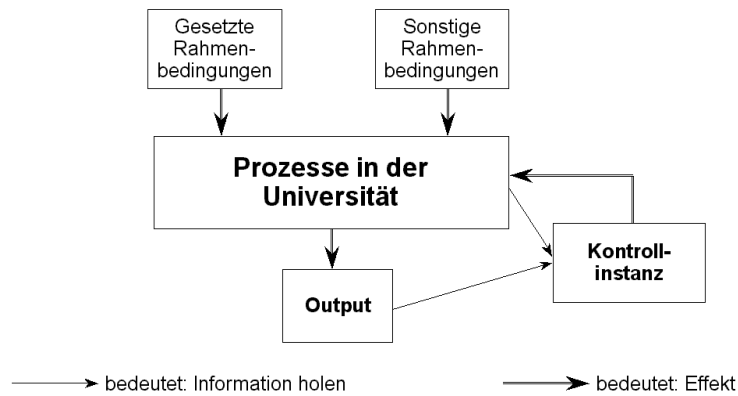 Gesetzte
Rahmen-
bedingungen
Sonstige
Rahmen-
bedingungen
Prozesse in der
Universität
Kontroll-
instanz
Output
bedeutet: Information holen
bedeutet: Effekt